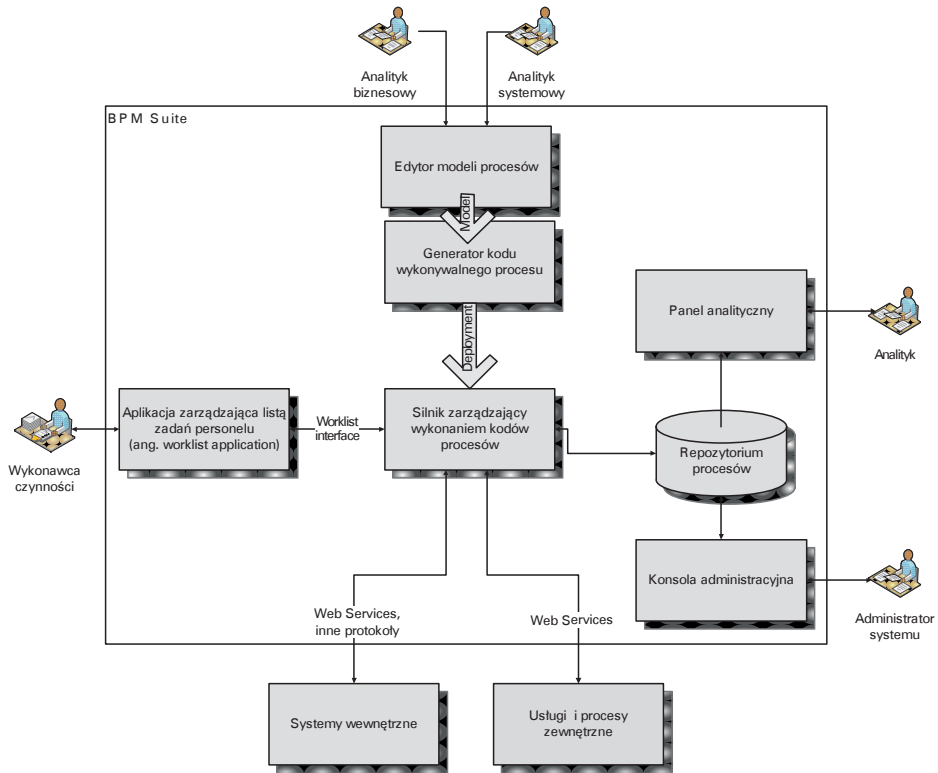 Analityk
biznesowy
Analityk
systemowy
BPM Suite
Edytor modeli procesów
Model
Generator kodu
wykonywalnego procesu
Deployment
Panel analityczny
Analityk
Aplikacja zarządzająca listą
zadań personelu
(ang. worklist application)
Worklist
interface
Silnik zarządzający
wykonaniem kodów
procesów
Repozytorium
procesów
Wykonawca
czynności
Konsola administracyjna
Administrator
systemu
Web Services,
inne protokoły
Web Services
Systemy wewnętrzne
Usługi i procesy
zewnętrzne